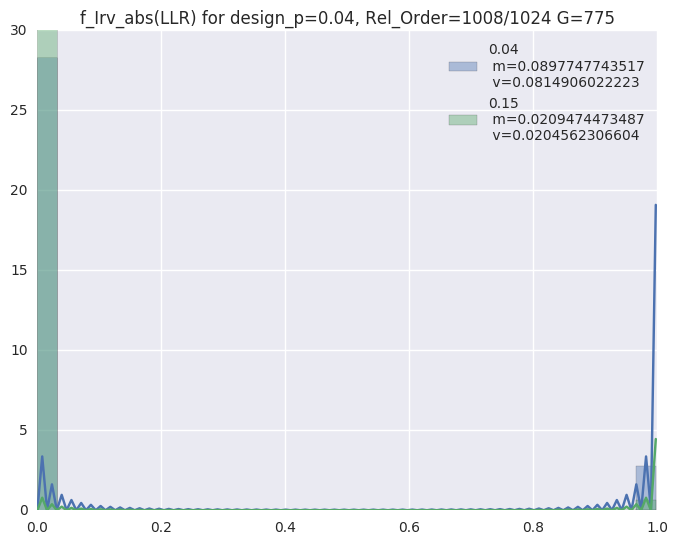 f_Irv_abs(LLR) for design_p=0.04, Rel_Order=1008/1024 G=775
0.04
m=0.0897747743517
v=0.0814906022223
0.15
m=0.0209474473487
v=0.0204562306604
30
25
20
15
10
5
0
0.0 0.2 0.4 0.6 0.8 1.0